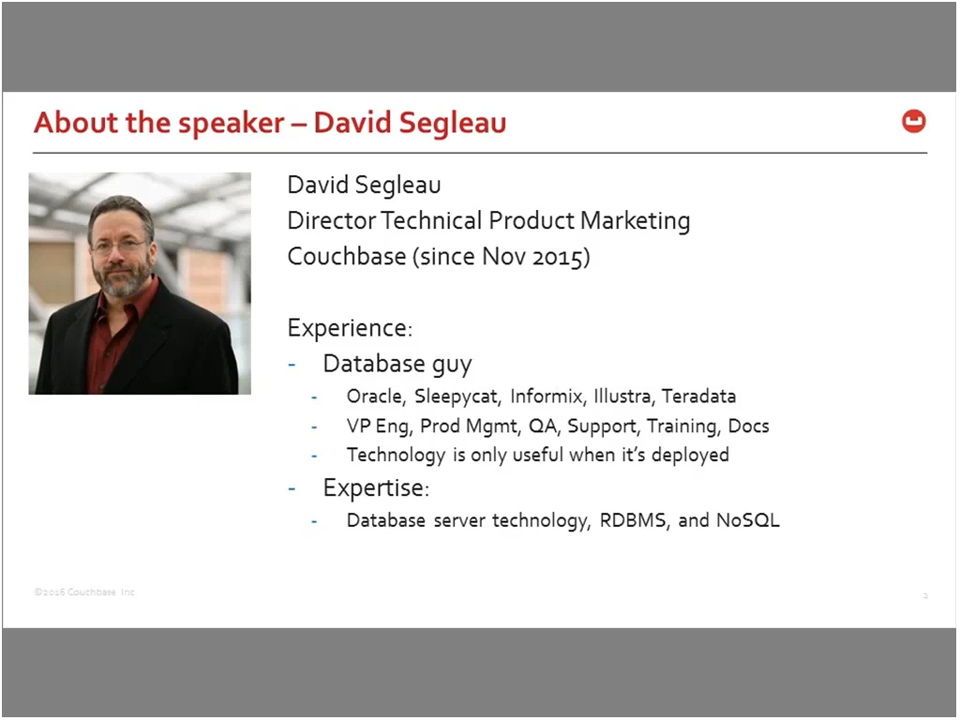 About the speaker – David Segleau
David Segleau
Director Technical Product Marketing
Couchbase (since Nov 2015)
Experience:
- Database guy
- Oracle, Sleepycat, Informix, Illustra, Teradata
- VP Eng, Prod Mgmt, QA, Support, Training, Docs
- Technology is only useful when it's deployed
- Expertise:
- Database server technology, RDBMS, and NoSQL
©2016 Couchbase Inc